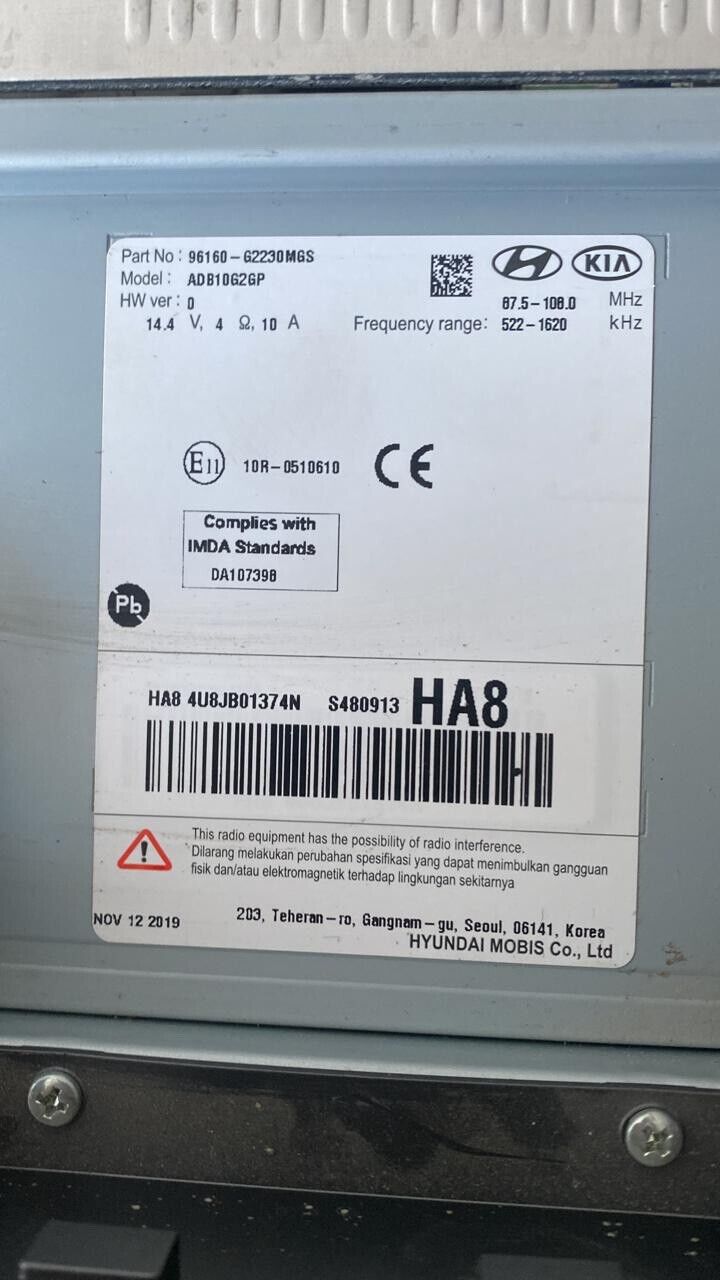 Part No : 96160-G2230MGS
Model : ADB10G2GP
HW ver : 0
14.4 V, 4 Ω, 10 A
KIA
87.5-108.0 MHz
Frequency range: 522-1620 kHz
E11 10R-0510610 CE
Complies with
IMDA Standards
DA107398
Pb
HA8 4U8JB01374N S480913 HA8
This radio equipment has the possibility of radio interference.
Dilarang melakukan perubahan spesifikasi yang dapat menimbulkan gangguan
fisik dan/atau elektromagnetik terhadap lingkungan sekitarnya
NOV 12 2019
203, Teheran-ro, Gangnam-gu, Seoul, 06141, Korea
HYUNDAI MOBIS Co., Ltd